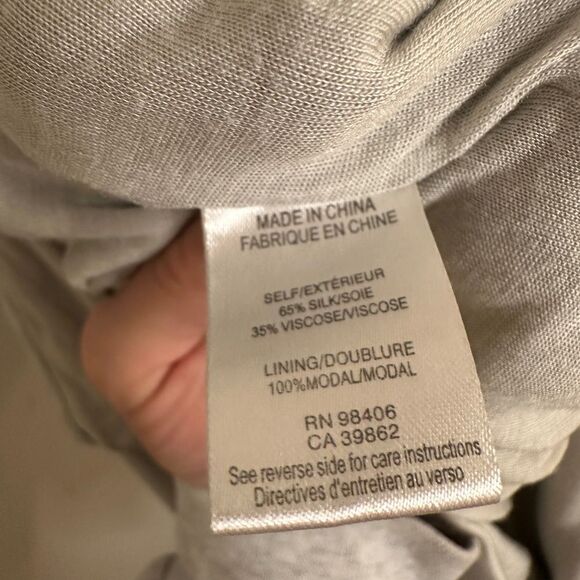 MADE IN CHINA
FABRIQUE EN CHINE
SELF/EXTÉRIEUR
65% SILK/SOIE
35% VISCOSE/VISCOSE
LINING/DOUBLURE
100%MODAL/MODAL
RN 98406
CA 39862
See reverse side for care instructions
Directives d'entretien au verso